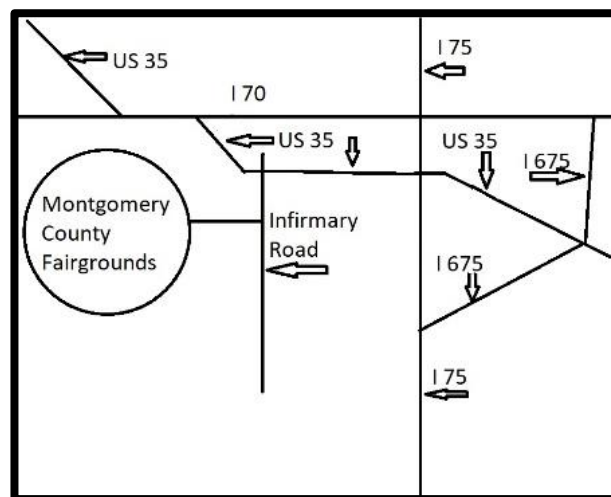 US 35
I 75
I 70
US 35
US 35
I 675
Montgomery
County
Fairgrounds
Infirmary
Road
I 675
I 75